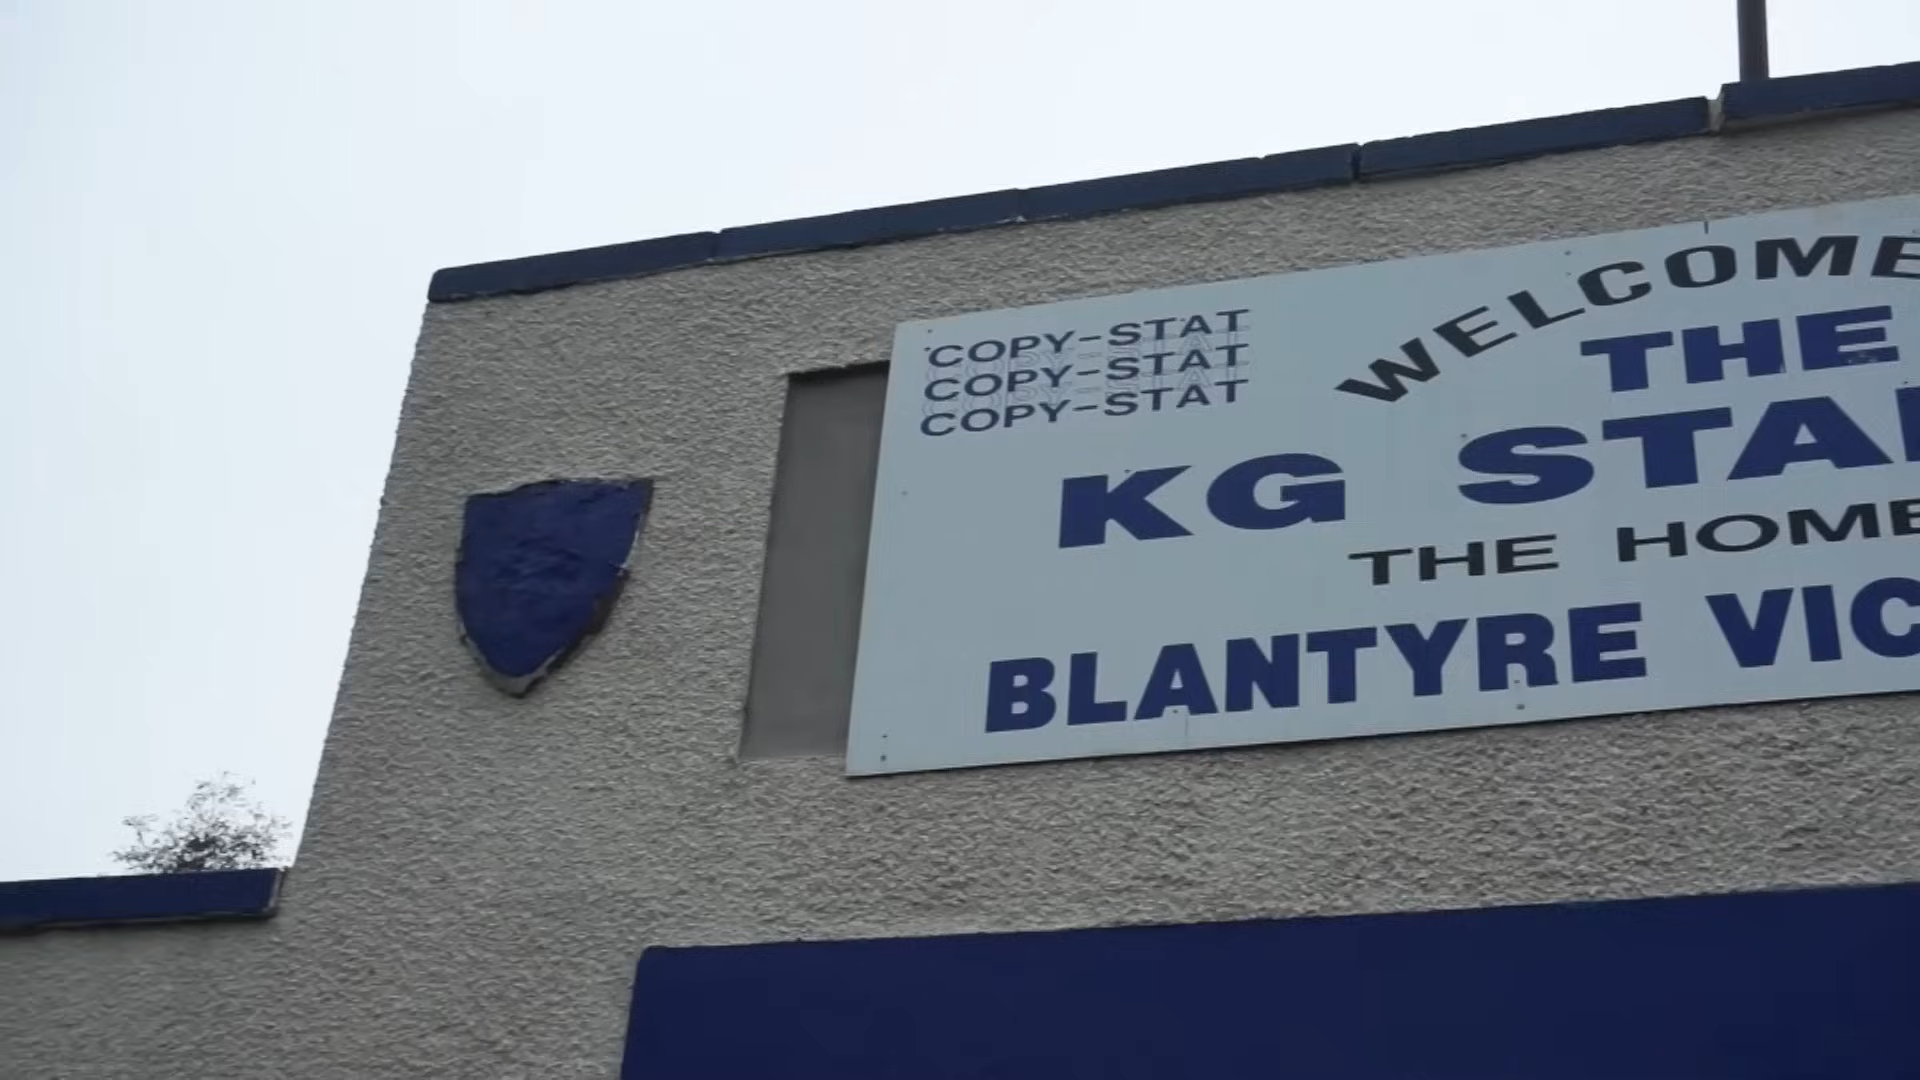 COPY-STAT
COPY-STAT
COPY-STAT
WELCOME
THE
KG STA
THE HOME
BLANTYRE VIC